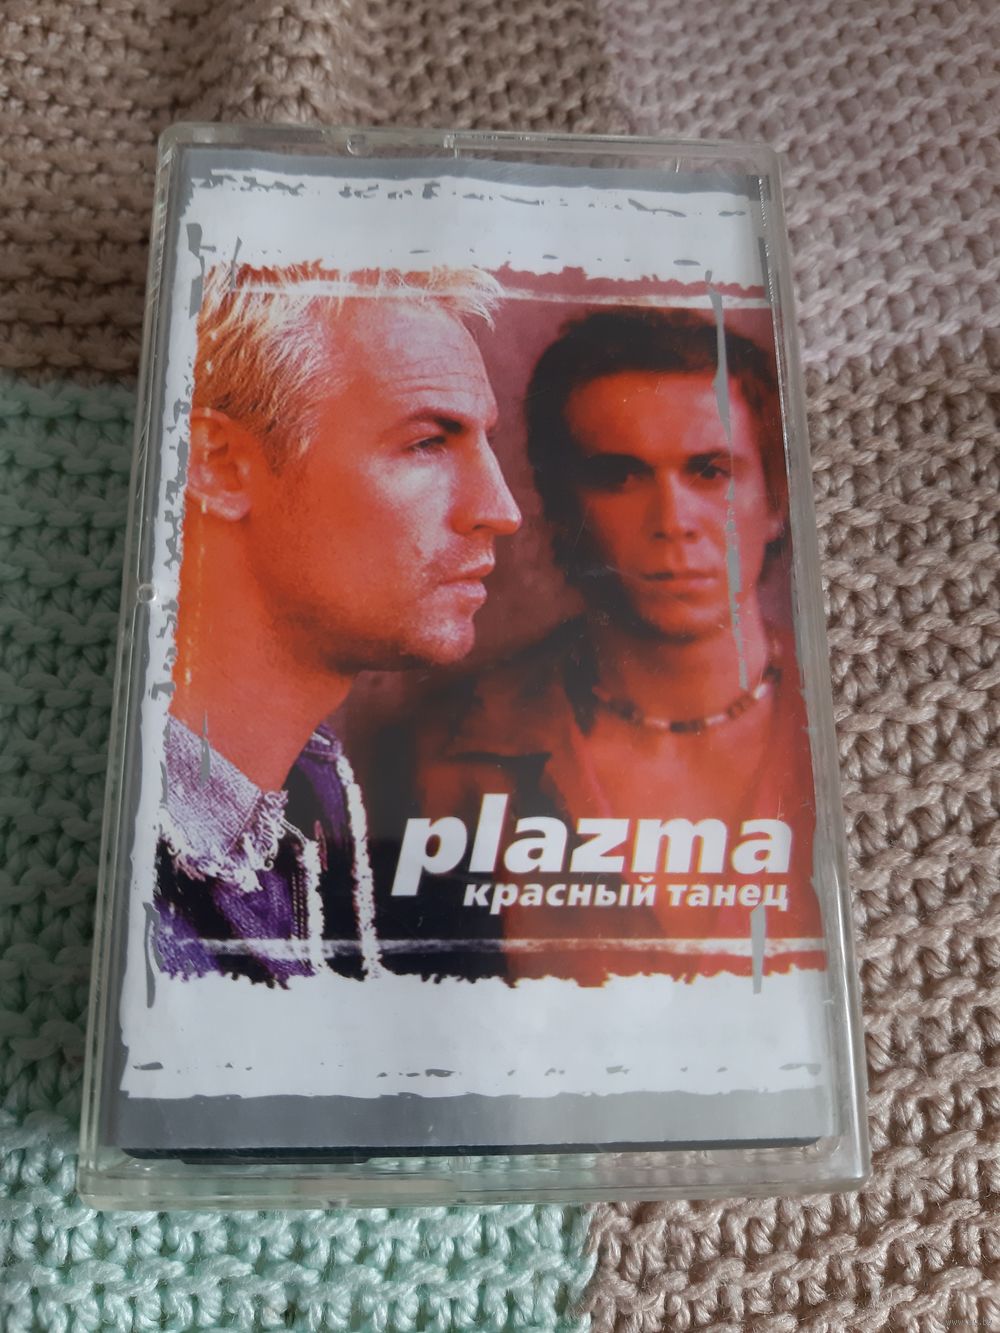 plazma
красный танец